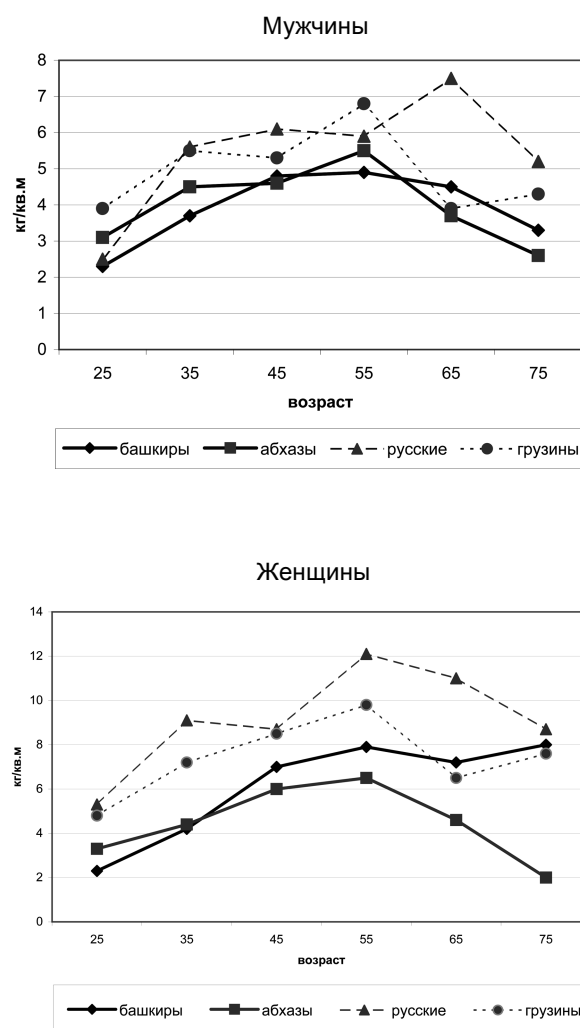 Мужчины
кг/кв.м
8
7
6
5
4
3
2
1
0
25 35 45 55 65 75
возраст
башкиры абхазы русские грузины
Женщины
кг/кв.м
14
12
10
8
6
4
2
0
25 35 45 55 65 75
возраст
башкиры абхазы русские грузины